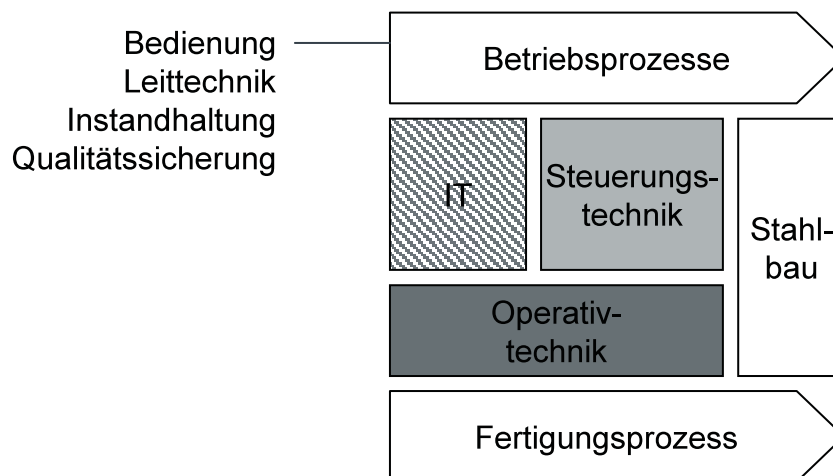 Bedienung
Leittechnik
Instandhaltung
Qualitätssicherung
Betriebsprozesse
IT
Steuerungs-
technik
Stahl-
bau
Operativ-
technik
Fertigungsprozess